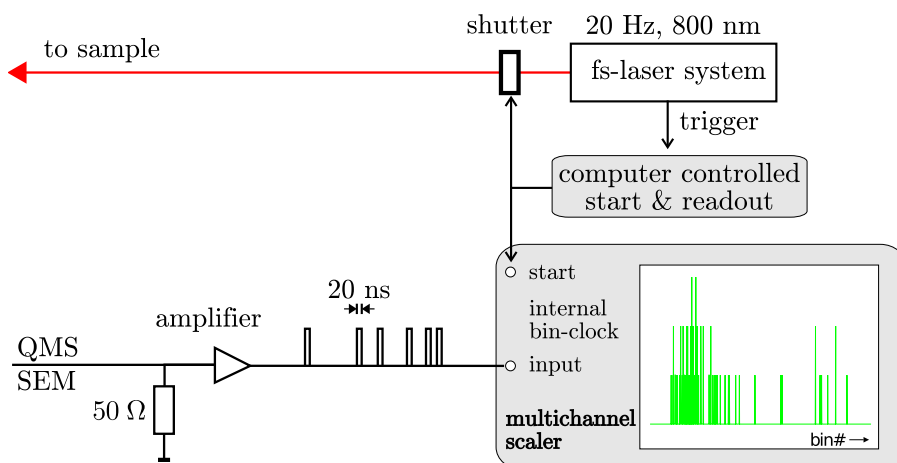 shutter
20 Hz, 800 nm
to sample
fs-laser system
trigger
computer controlled
start & readout
start
20 ns
internal
bin-clock
amplifier
QMS
input
SEM
50 Ω
multichannel
scaler
bin#